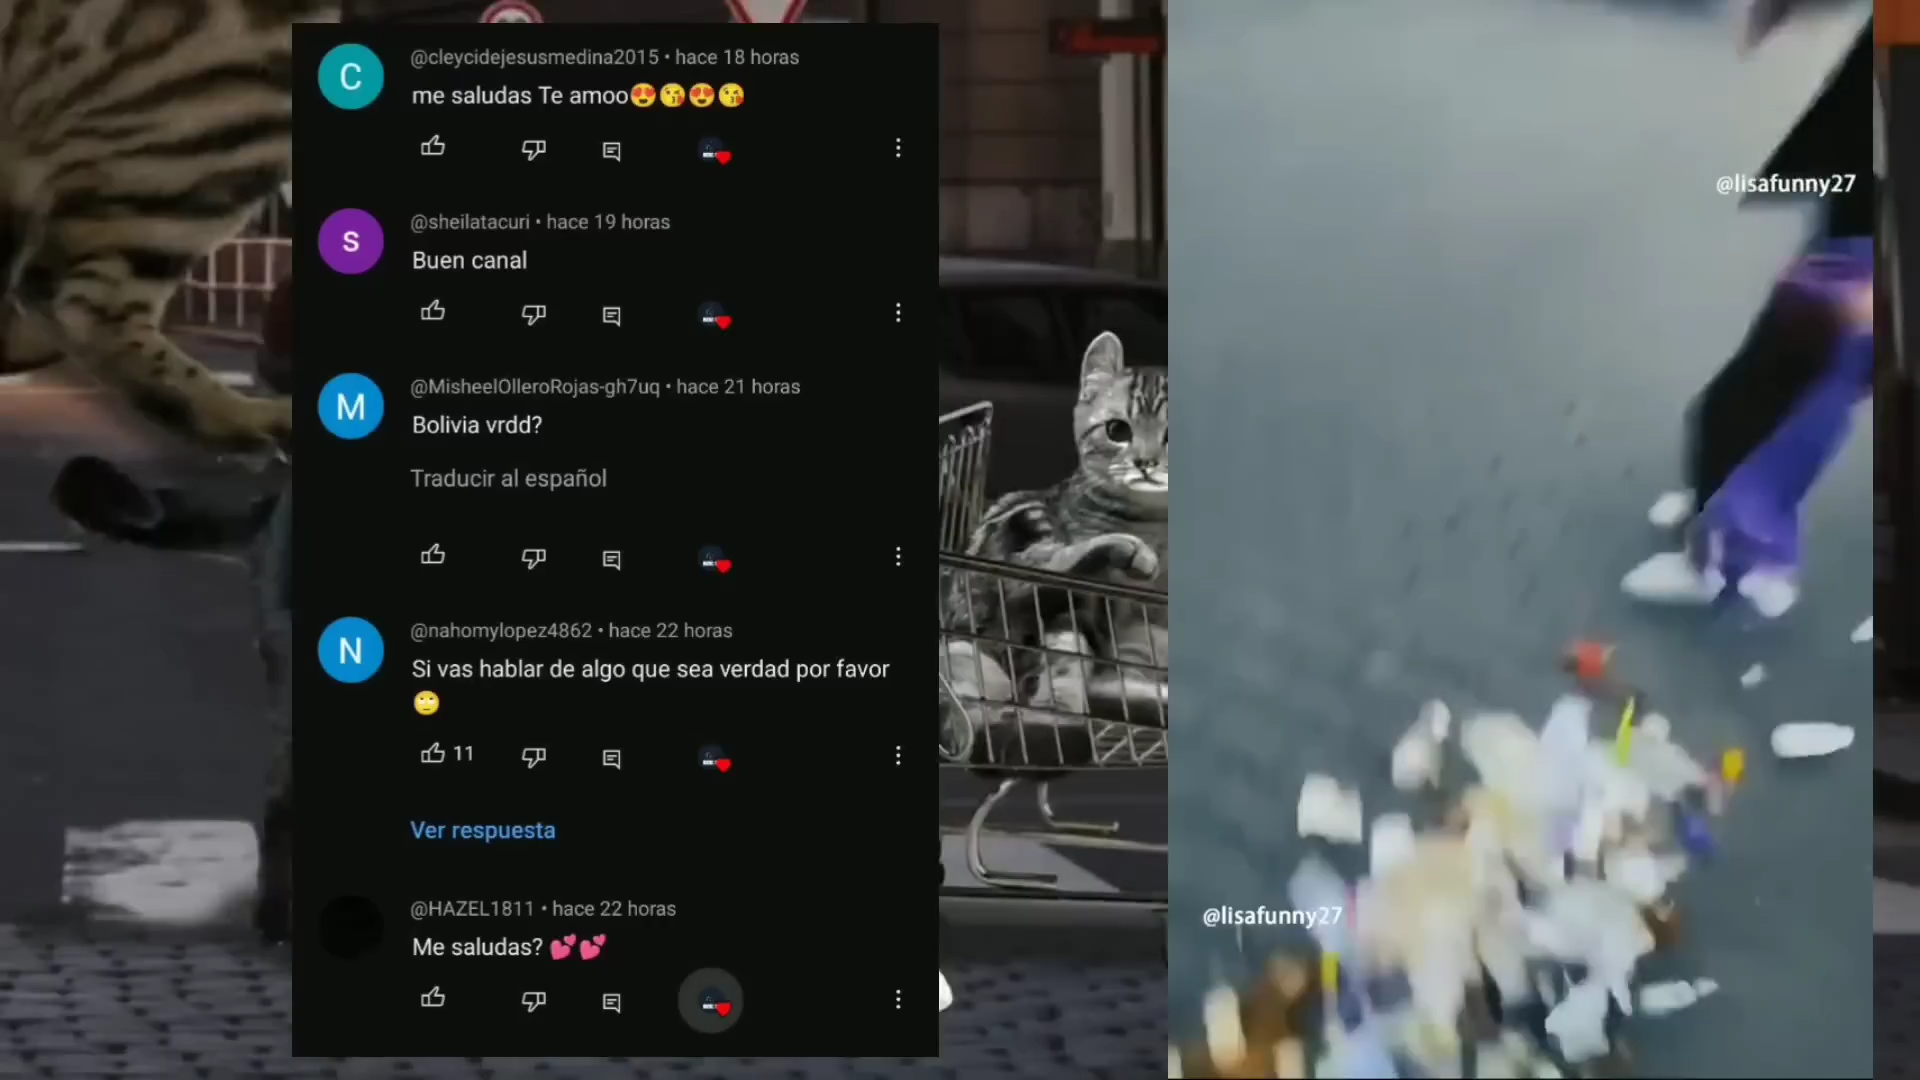 C
@cleycidejesusmedina2015 • hace 18 horas
me saludas Te amoo😍😘😍😘
S
@sheilatacuri • hace 19 horas
Buen canal
M
@MisheelOlleroRojas-gh7uq • hace 21 horas
Bolivia vrdd?
Traducir al español
N
@nahomylopez4862 • hace 22 horas
Si vas hablar de algo que sea verdad por favor
🙄
11
Ver respuesta
@HAZEL1811 • hace 22 horas
Me saludas? 💕💕
@lisafunny27
@lisafunny27